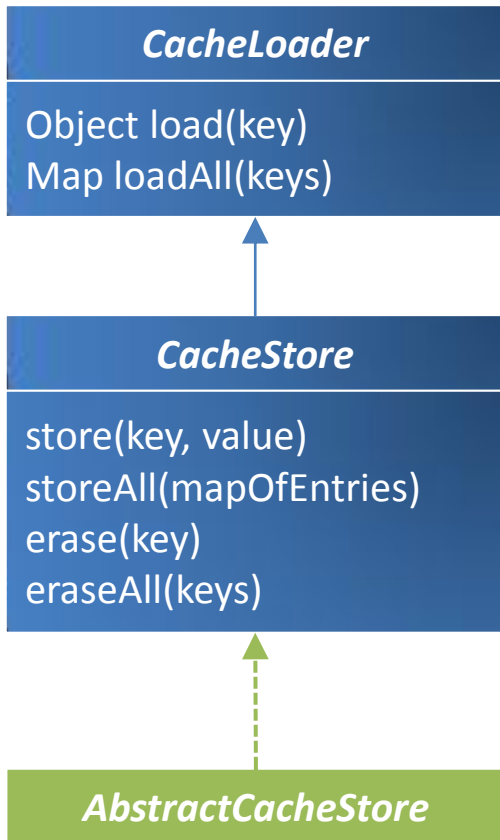 CacheLoader
Object load(key)
Map loadAll(keys)
CacheStore
store(key, value)
storeAll(mapOfEntries)
erase(key)
eraseAll(keys)
AbstractCacheStore